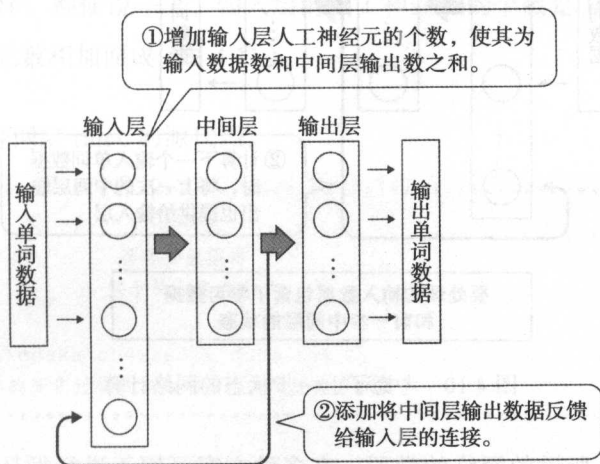 ①增加输入层人工神经元的个数，使其为
输入数据数和中间层输出数之和。
输入层
中间层
输出层
输入单词数据
输出单词数据
②添加将中间层输出数据反馈
给输入层的连接。